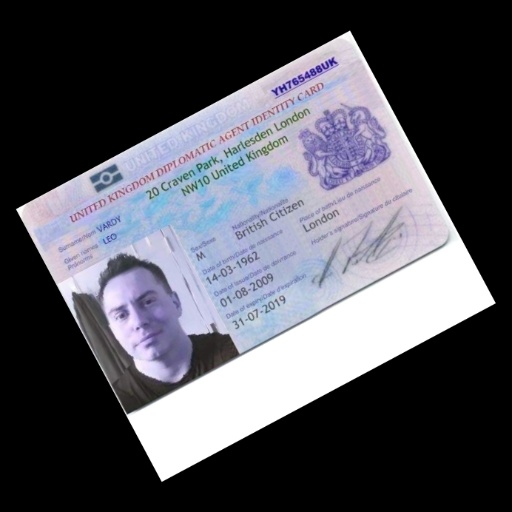 YH765488UK
UNITED KINGDOM
UNITED KINGDOM DIPLOMATIC AGENT IDENTITY CARD
20 Craven Park, Harlesden London
NW10 United Kingdom
Surname/Nom VARDY
Given names/Prénoms LEO
Sex/Sexe
M
Nationality/Nationalité
British Citizen
Date of birth/Date de naissance
14-03-1962
Place of birth/Lieu de naissance
London
Date of issue/Date de délivrance
01-08-2009
Holder's signature/Signature du titulaire
Date of expiry/Date d'expiration
31-07-2019